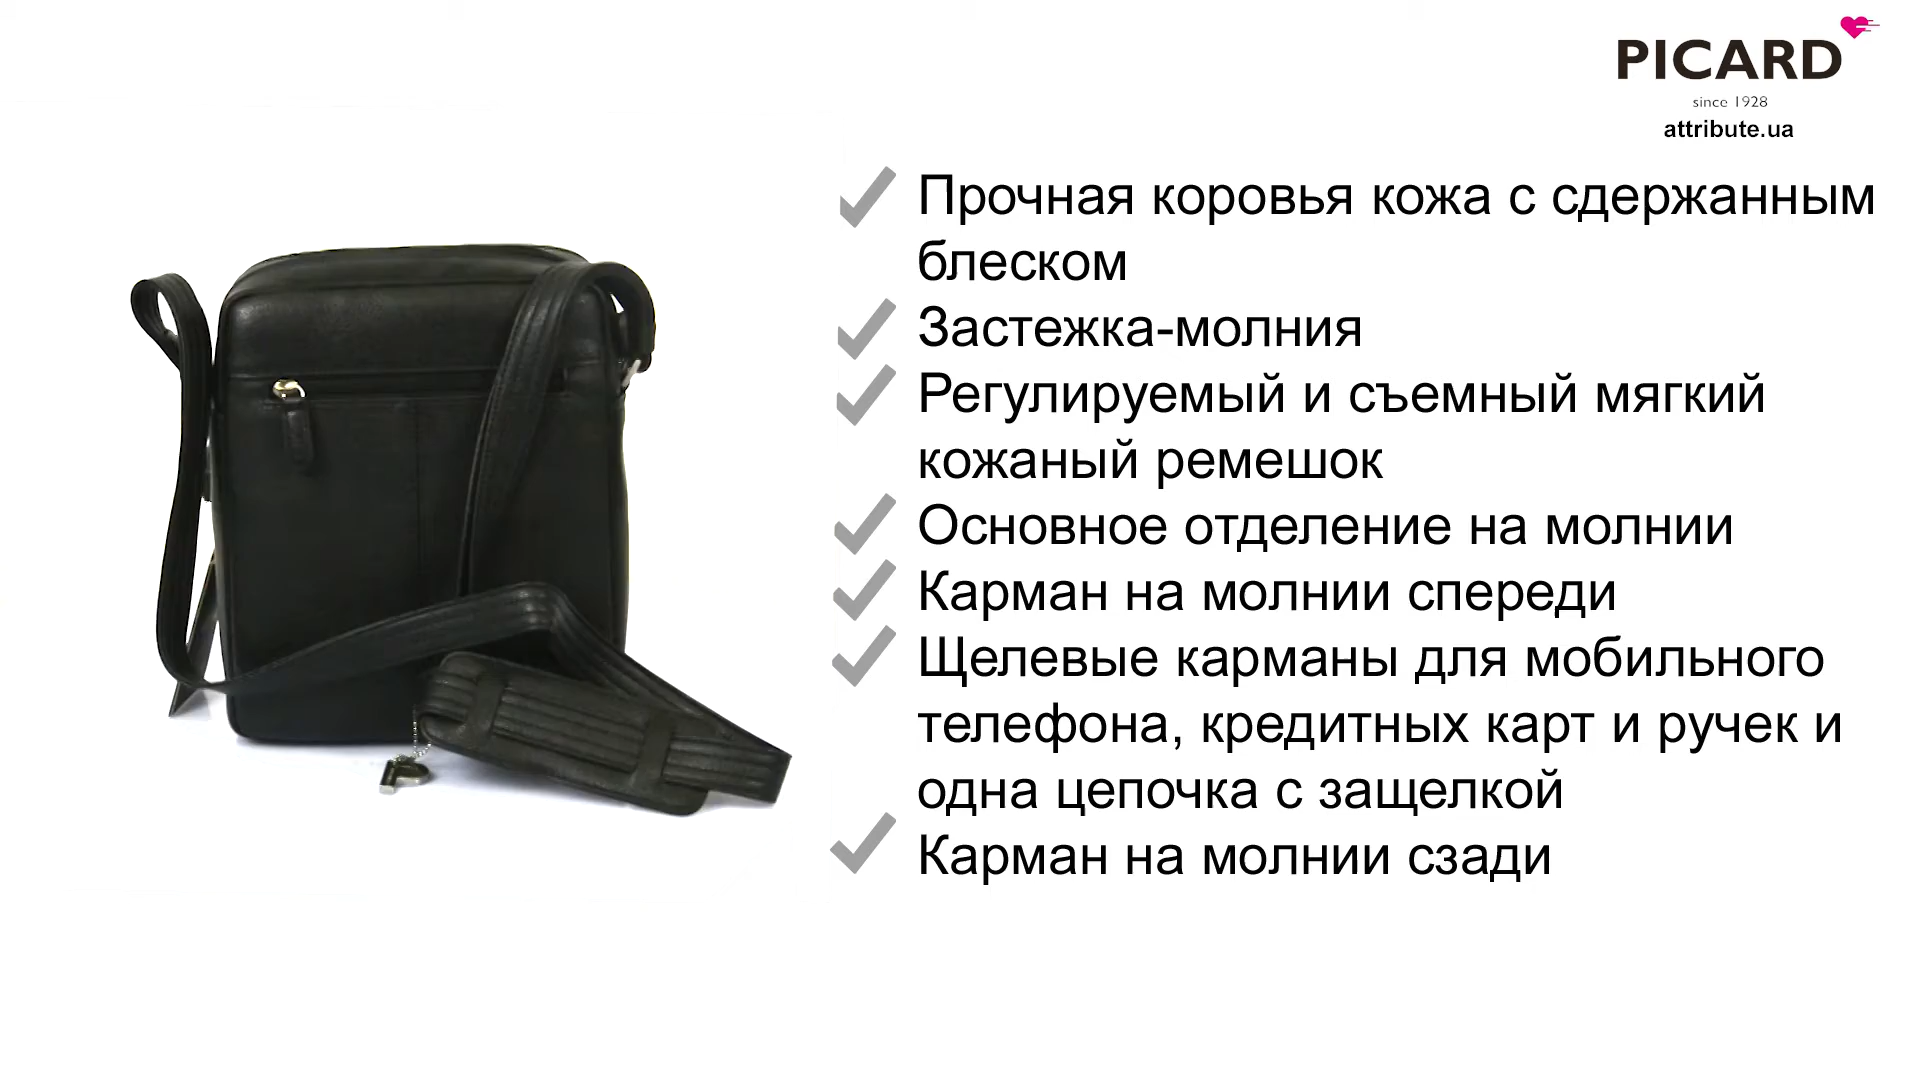 PICARD
since 1928
attribute.ua
Прочная коровья кожа с сдержанным
блеском
Застежка-молния
Регулируемый и съемный мягкий
кожаный ремешок
Основное отделение на молнии
Карман на молнии спереди
Щелевые карманы для мобильного
телефона, кредитных карт и ручек и
одна цепочка с защелкой
Карман на молнии сзади